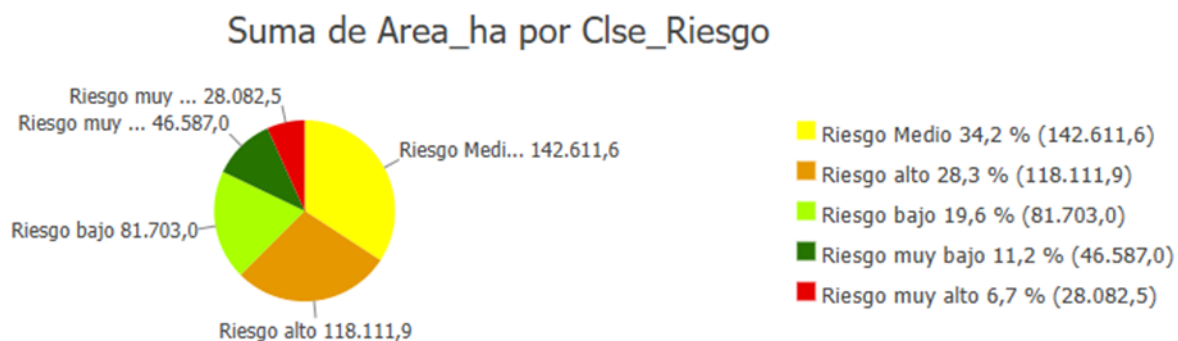 Suma de Area_ha por Clse_Riesgo
Riesgo muy ... 28.082,5
Riesgo muy ... 46.587,0
Riesgo Medi... 142.611,6
Riesgo bajo 81.703,0
Riesgo alto 118.111,9
Riesgo Medio 34,2 % (142.611,6)
Riesgo alto 28,3 % (118.111,9)
Riesgo bajo 19,6 % (81.703,0)
Riesgo muy bajo 11,2 % (46.587,0)
Riesgo muy alto 6,7 % (28.082,5)